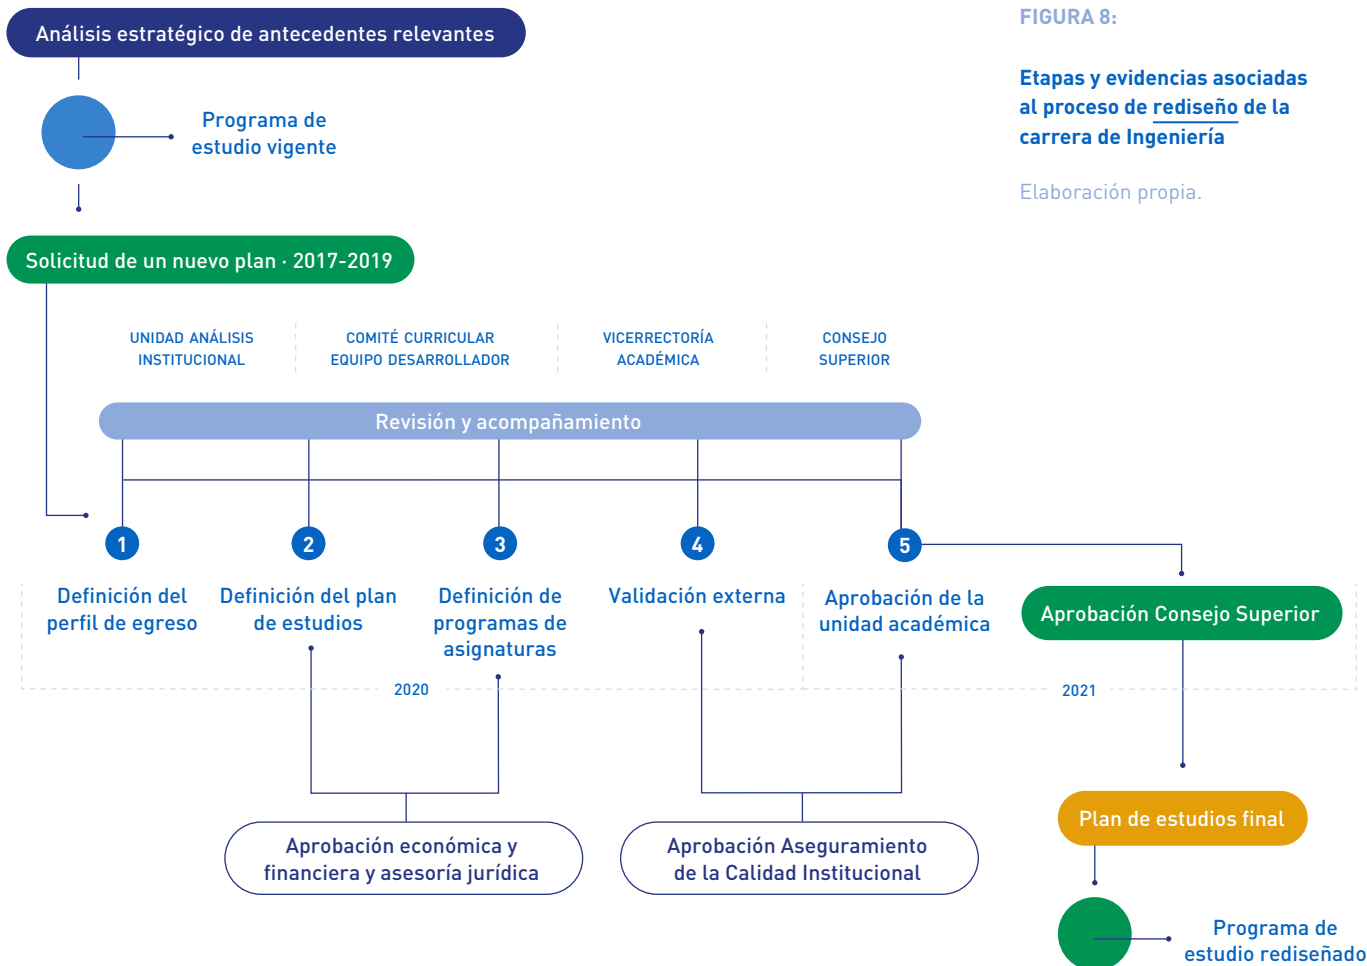 Análisis estratégico de antecedentes relevantes
FIGURA 8:
Etapas y evidencias asociadas
al proceso de rediseño de la
carrera de Ingeniería
Elaboración propia.
Programa de
estudio vigente
Solicitud de un nuevo plan · 2017-2019
UNIDAD ANÁLISIS
INSTITUCIONAL
COMITÉ CURRICULAR
EQUIPO DESARROLLADOR
VICERRECTORÍA
ACADÉMICA
CONSEJO
SUPERIOR
Revisión y acompañamiento
1
Definición del
perfil de egreso
2
Definición del plan
de estudios
3
Definición de
programas de
asignaturas
4
Validación externa
5
Aprobación de la
unidad académica
Aprobación Consejo Superior
2020
2021
Aprobación económica y
financiera y asesoría jurídica
Aprobación Aseguramiento
de la Calidad Institucional
Plan de estudios final
Programa de
estudio rediseñado